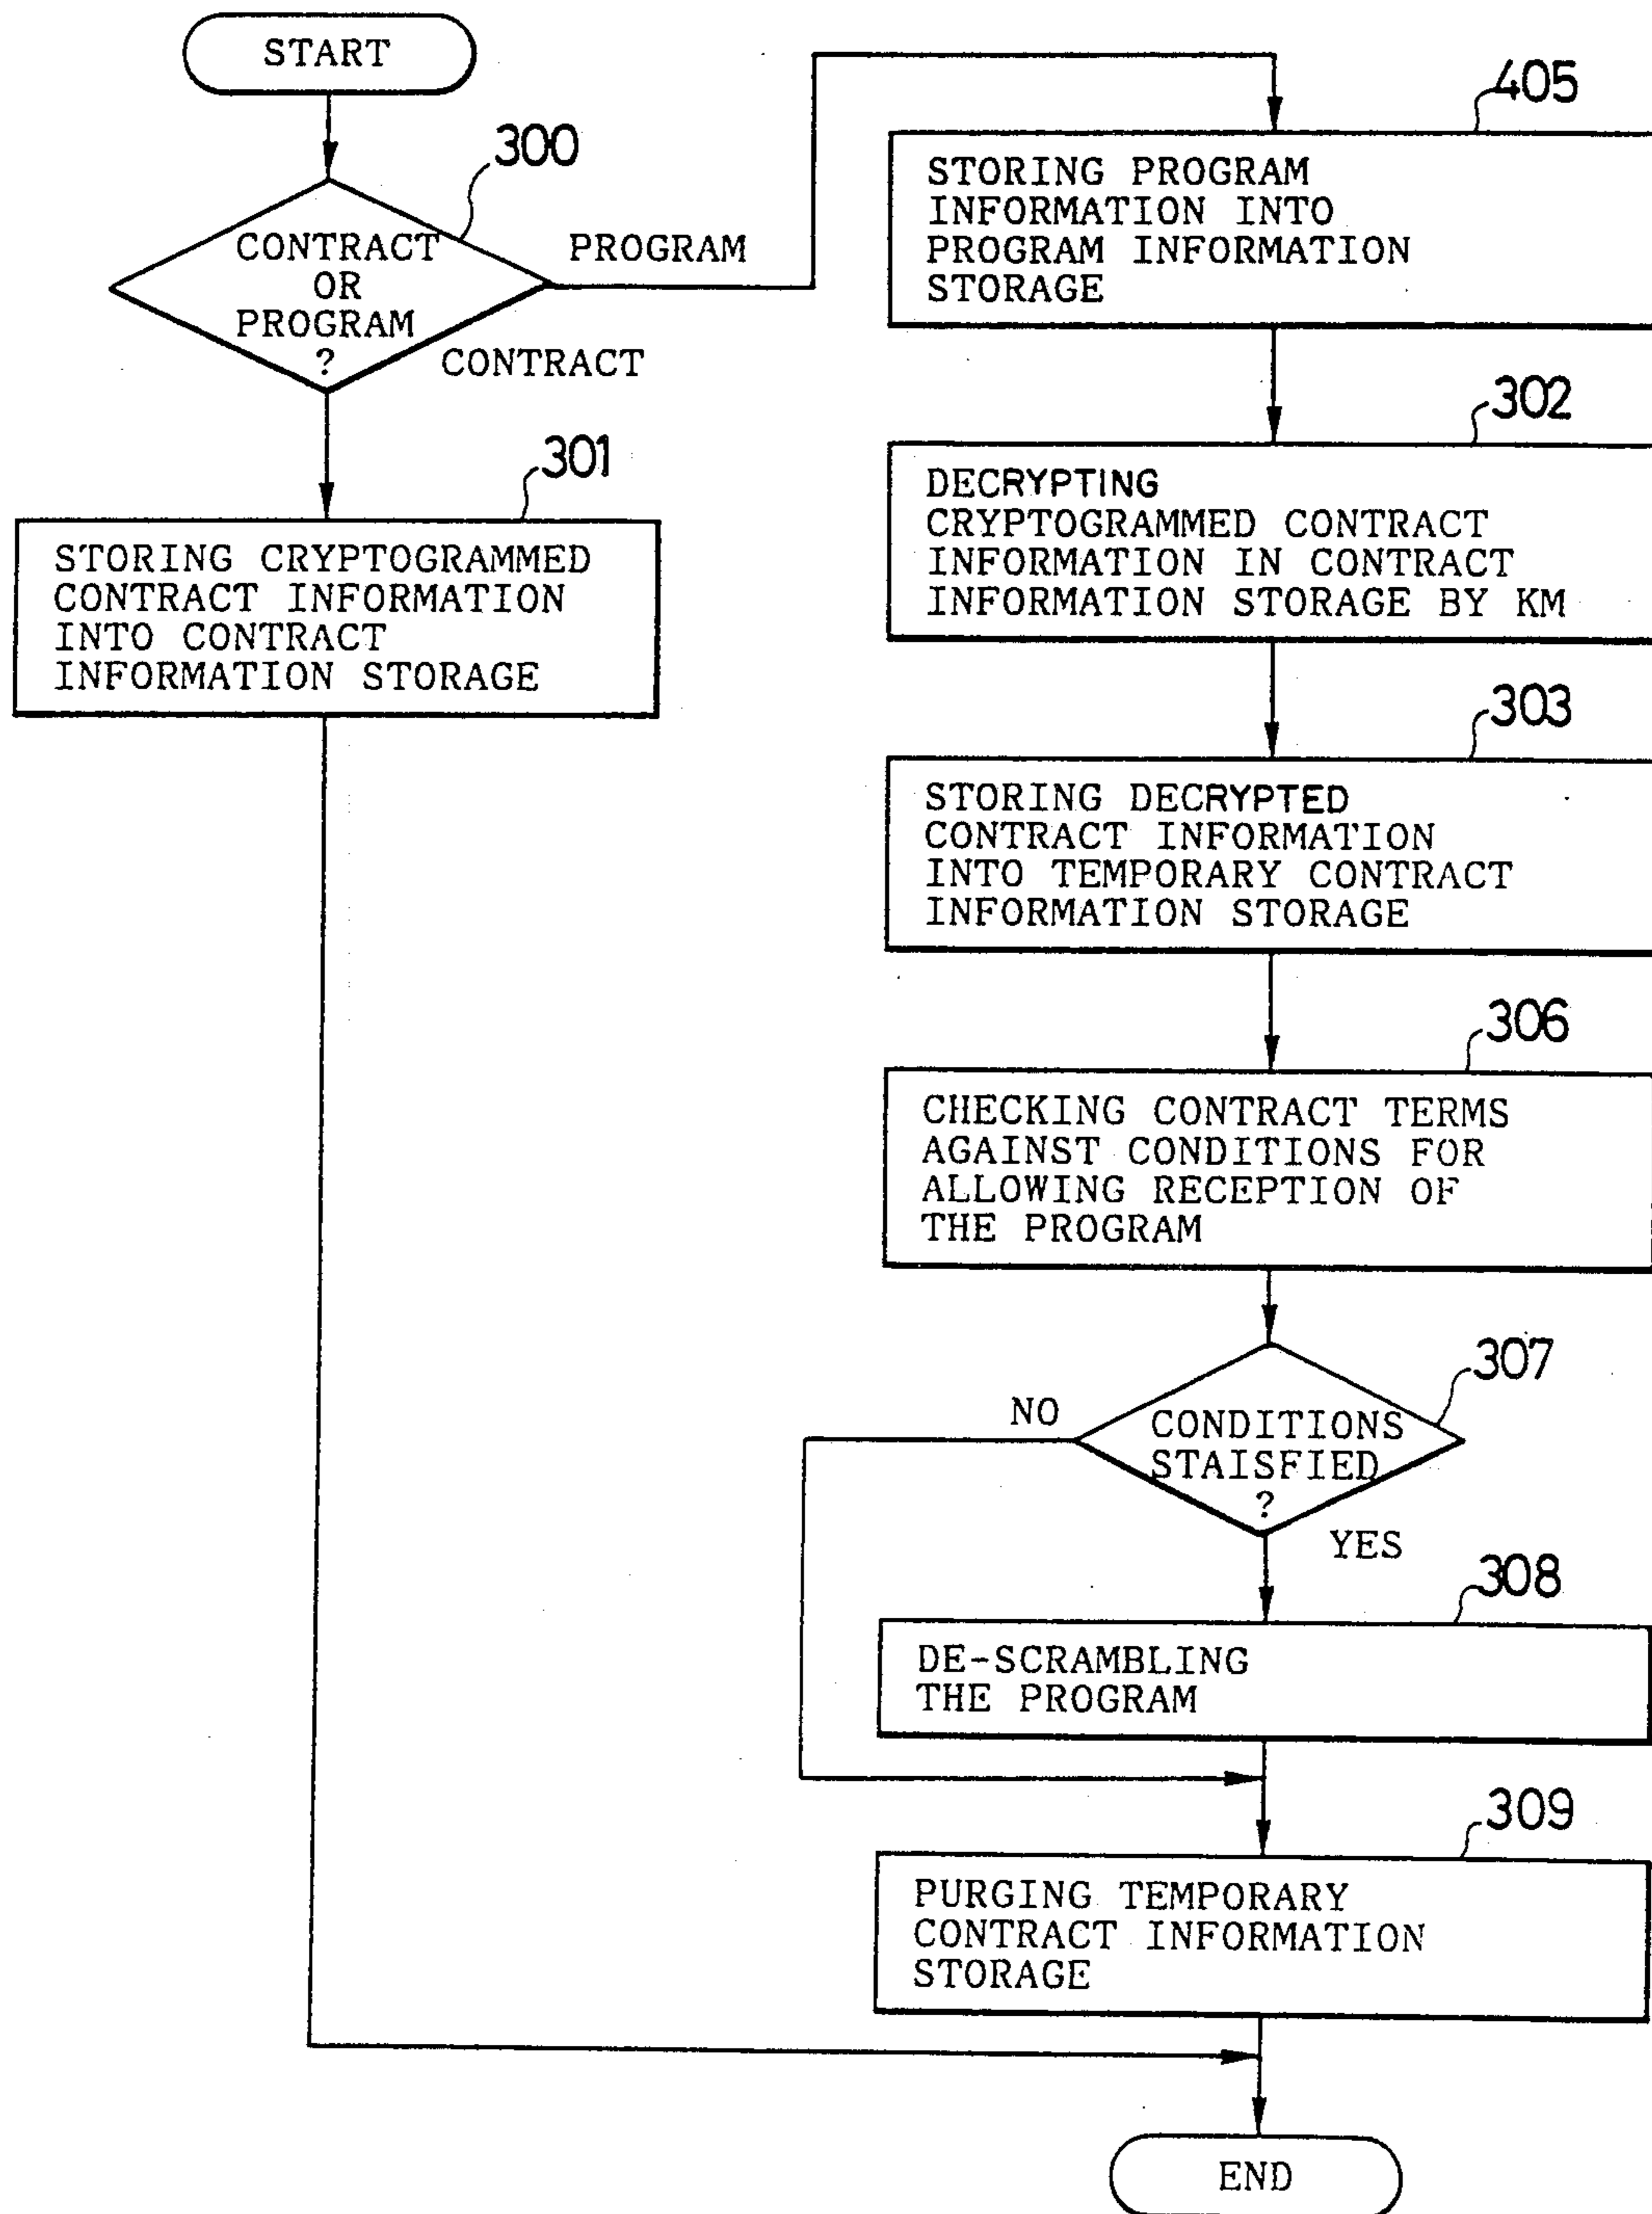 START
300
CONTRACT
OR
PROGRAM
?
PROGRAM
CONTRACT
301
STORING CRYPTOGRAMMED
CONTRACT INFORMATION
INTO CONTRACT
INFORMATION STORAGE
405
STORING PROGRAM
INFORMATION INTO
PROGRAM INFORMATION
STORAGE
302
DECRYPTING
CRYPTOGRAMMED CONTRACT
INFORMATION IN CONTRACT
INFORMATION STORAGE BY KM
303
STORING DECRYPTED
CONTRACT INFORMATION
INTO TEMPORARY CONTRACT
INFORMATION STORAGE
306
CHECKING CONTRACT TERMS
AGAINST CONDITIONS FOR
ALLOWING RECEPTION OF
THE PROGRAM
307
NO
CONDITIONS
STAISFIED
?
YES
308
DE-SCRAMBLING
THE PROGRAM
309
PURGING TEMPORARY
CONTRACT INFORMATION
STORAGE
END